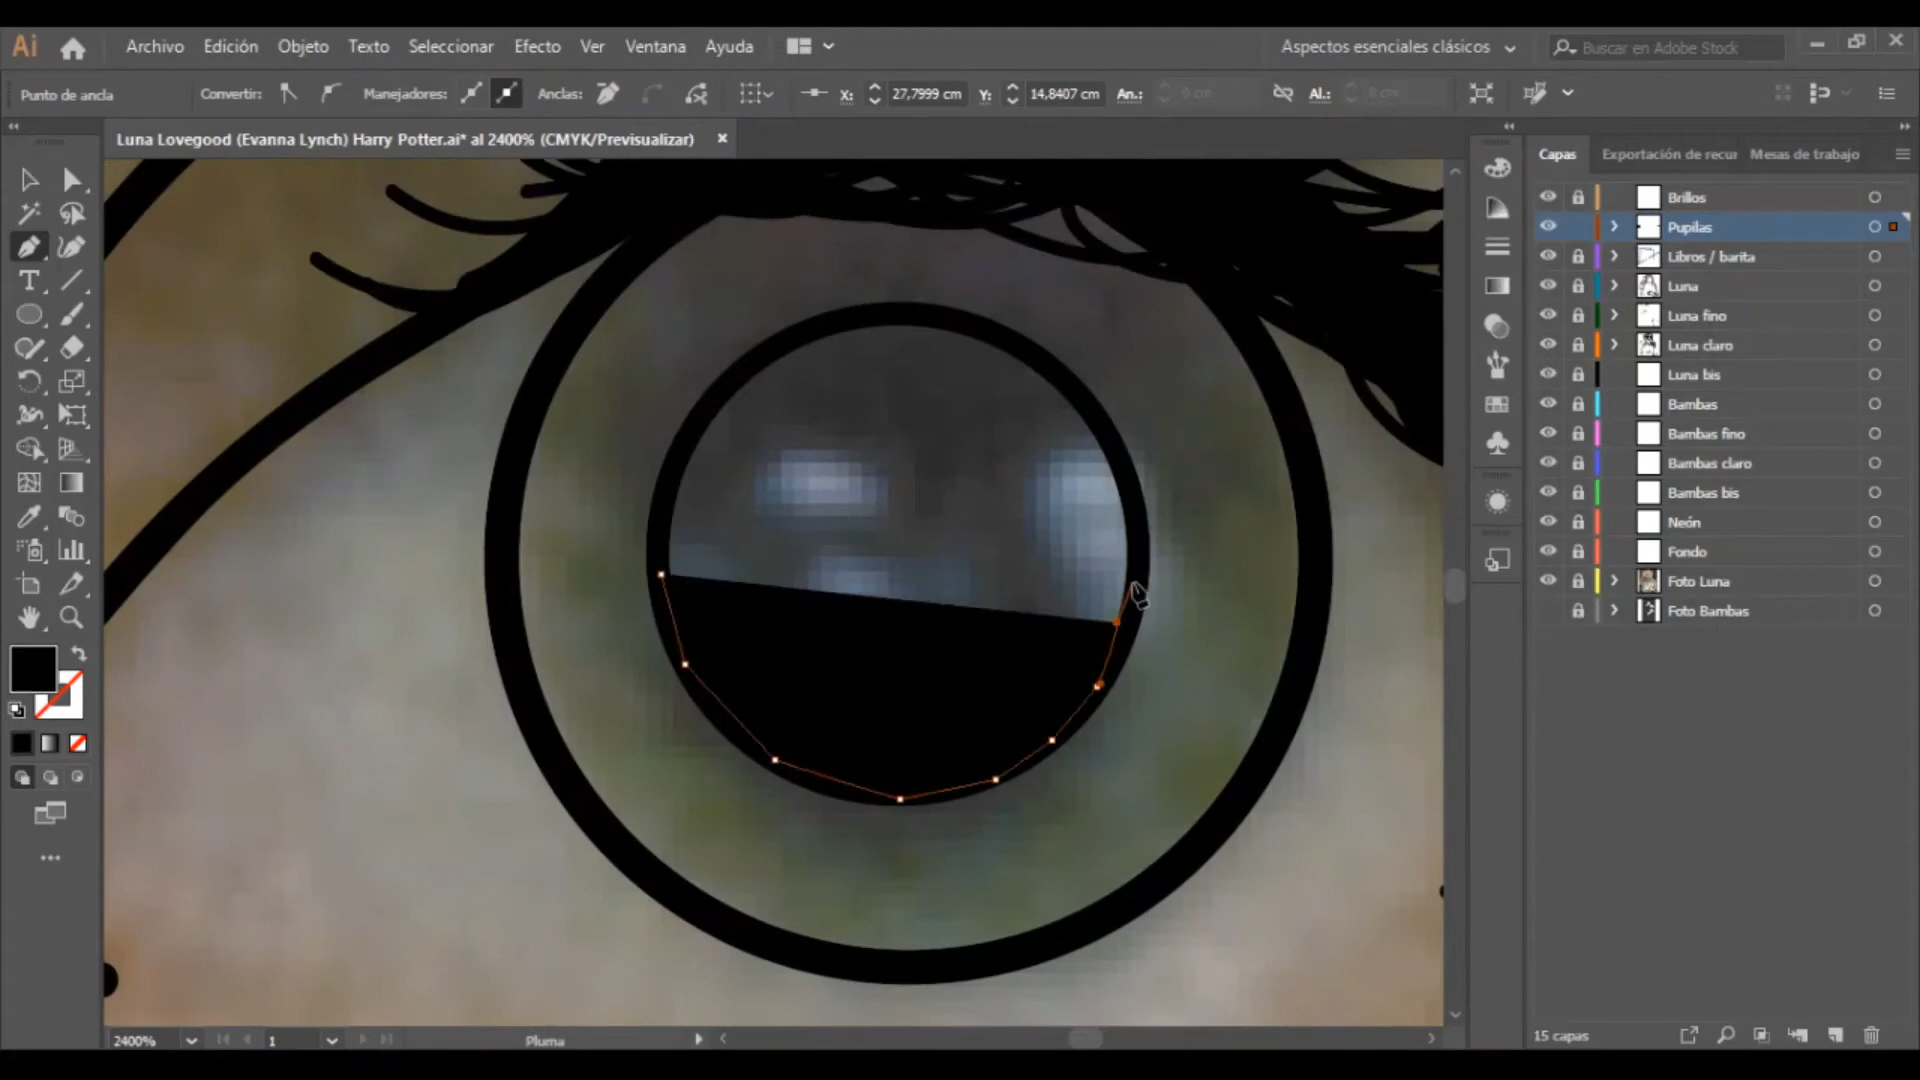 Ai Archivo Edición Objeto Texto Seleccionar Efecto Ver Ventana Ayuda Aspectos esenciales clásicos Buscar en Adobe Stock
Punto de ancla Convertir: Manejadores: Anclas: X: 27,7999 cm Y: 14,8407 cm An.: 0 cm Al.: 0 cm
Luna Lovegood (Evanna Lynch) Harry Potter.ai* al 2400% (CMYK/Previsualizar)
Capas Exportación de recur Mesas de trabajo
Brillos
Pupilas
Libros / barita
Luna
Luna fino
Luna claro
Luna bis
Bambas
Bambas fino
Bambas claro
Bambas bis
Neón
Fondo
Foto Luna
Foto Bambas
2400% 1 Pluma
15 capas